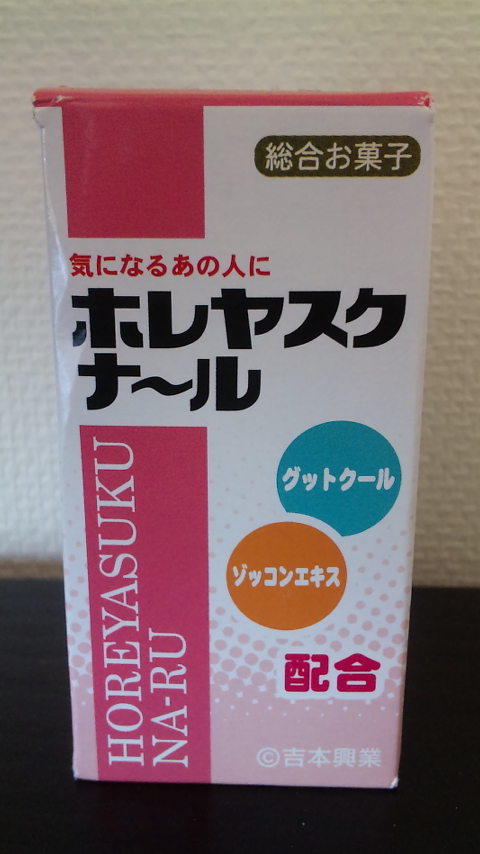 総合お菓子
気になるあの人に
ホレヤスク
ナ〜ル
HOREYASUKU
NA-RU
グットクール
ゾッコンエキス
配合
©吉本興業